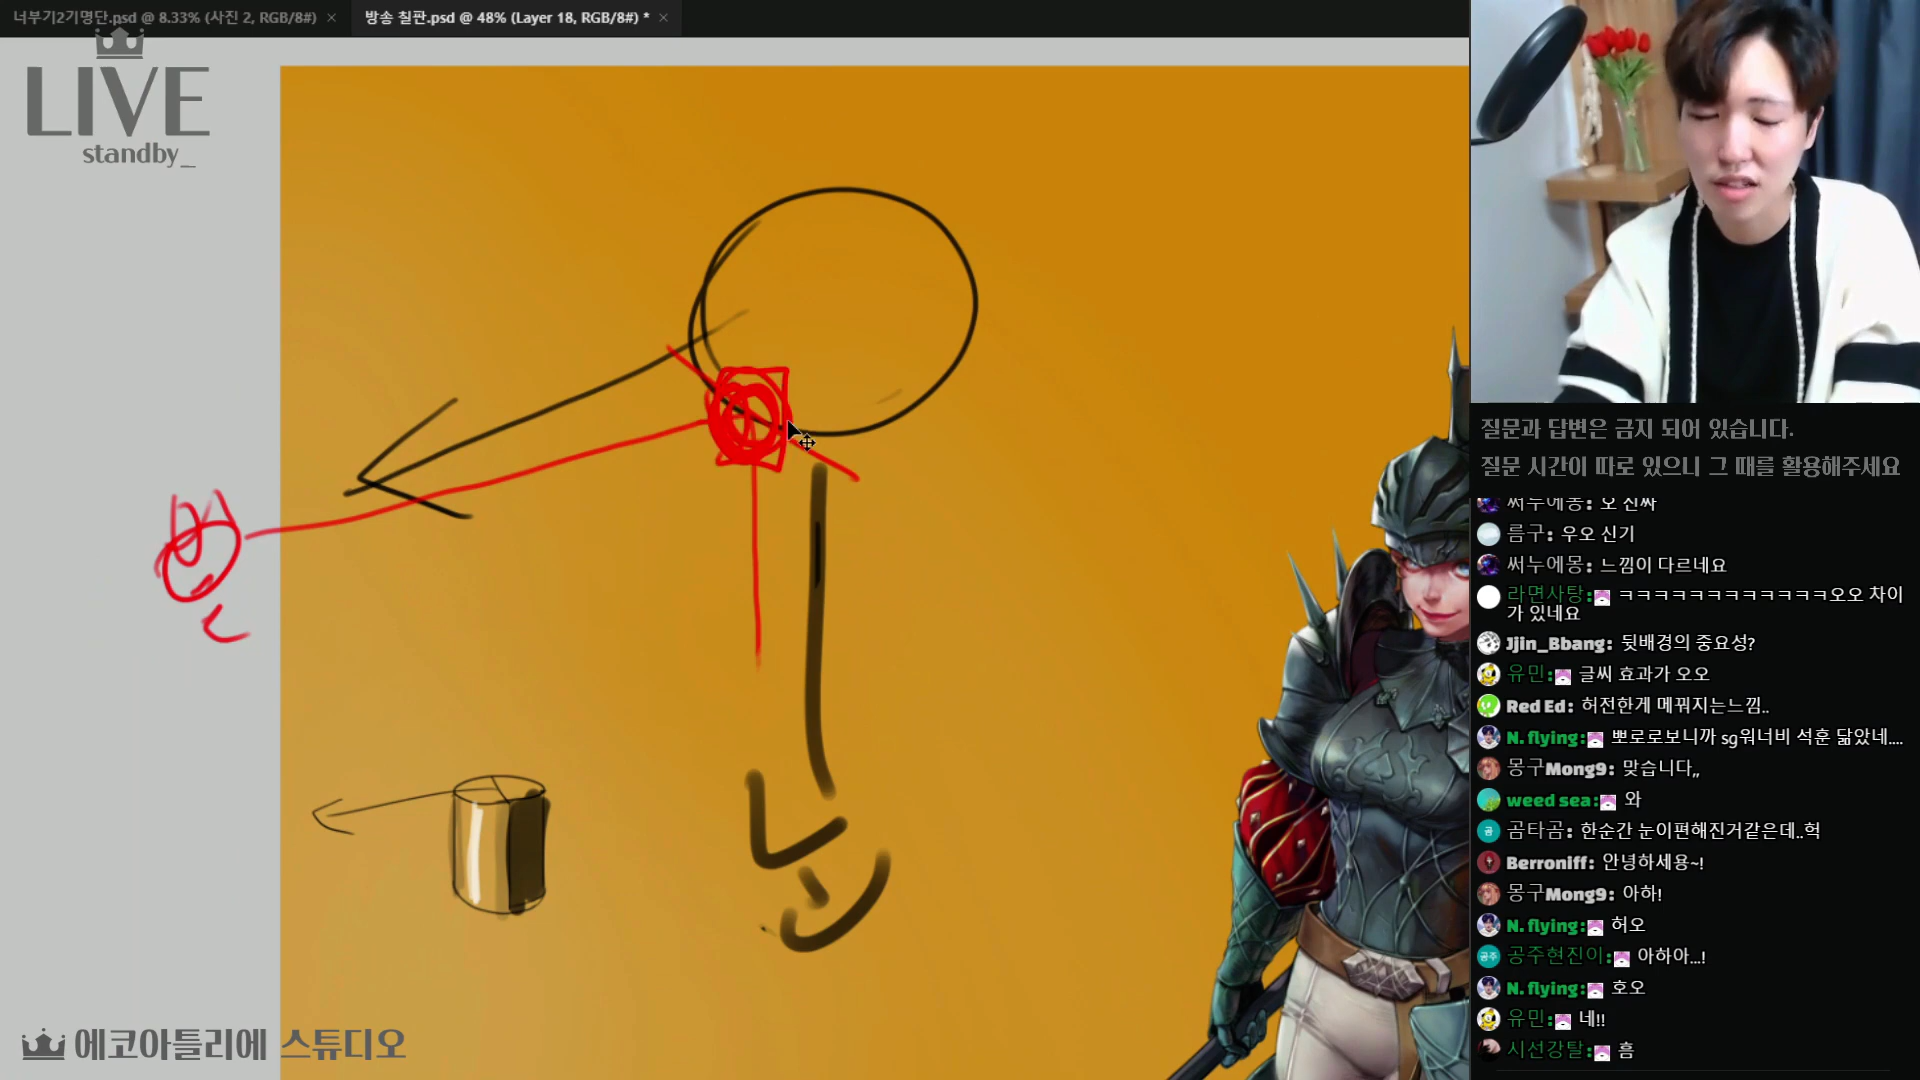 너부기2기명단.psd @ 8.33% (사진 2, RGB/8#) ×
방송 칠판.psd @ 48% (Layer 18, RGB/8#) * ×
LIVE
standby_
눈
에코아틀리에 스튜디오
질문과 답변은 금지 되어 있습니다.
질문 시간이 따로 있으니 그 때를 활용해주세요
써누에몽: 오 신싸
름구: 우오 신기
써누에몽: 느낌이 다르네요
라면사탕: ㅋㅋㅋㅋㅋㅋㅋㅋㅋㅋㅋㅋ오오 차이
가 있네요
Jjin_Bbang: 뒷배경의 중요성?
유민: 글씨 효과가 오오
Red Ed: 허전한게 메꿔지는느낌..
N. flying: 뽀로로보니까 sg워너비 석훈 닮았네....
몽구Mong9: 맞습니다,,
weed sea: 와
곰
곰타곰: 한순간 눈이편해진거같은데..헉
Berroniff: 안녕하세용~!
몽구Mong9: 아하!
N. flying: 허오
공주
공주현진이: 아하아...!
N. flying: 호오
유민: 네!!
시선강탈: 흠